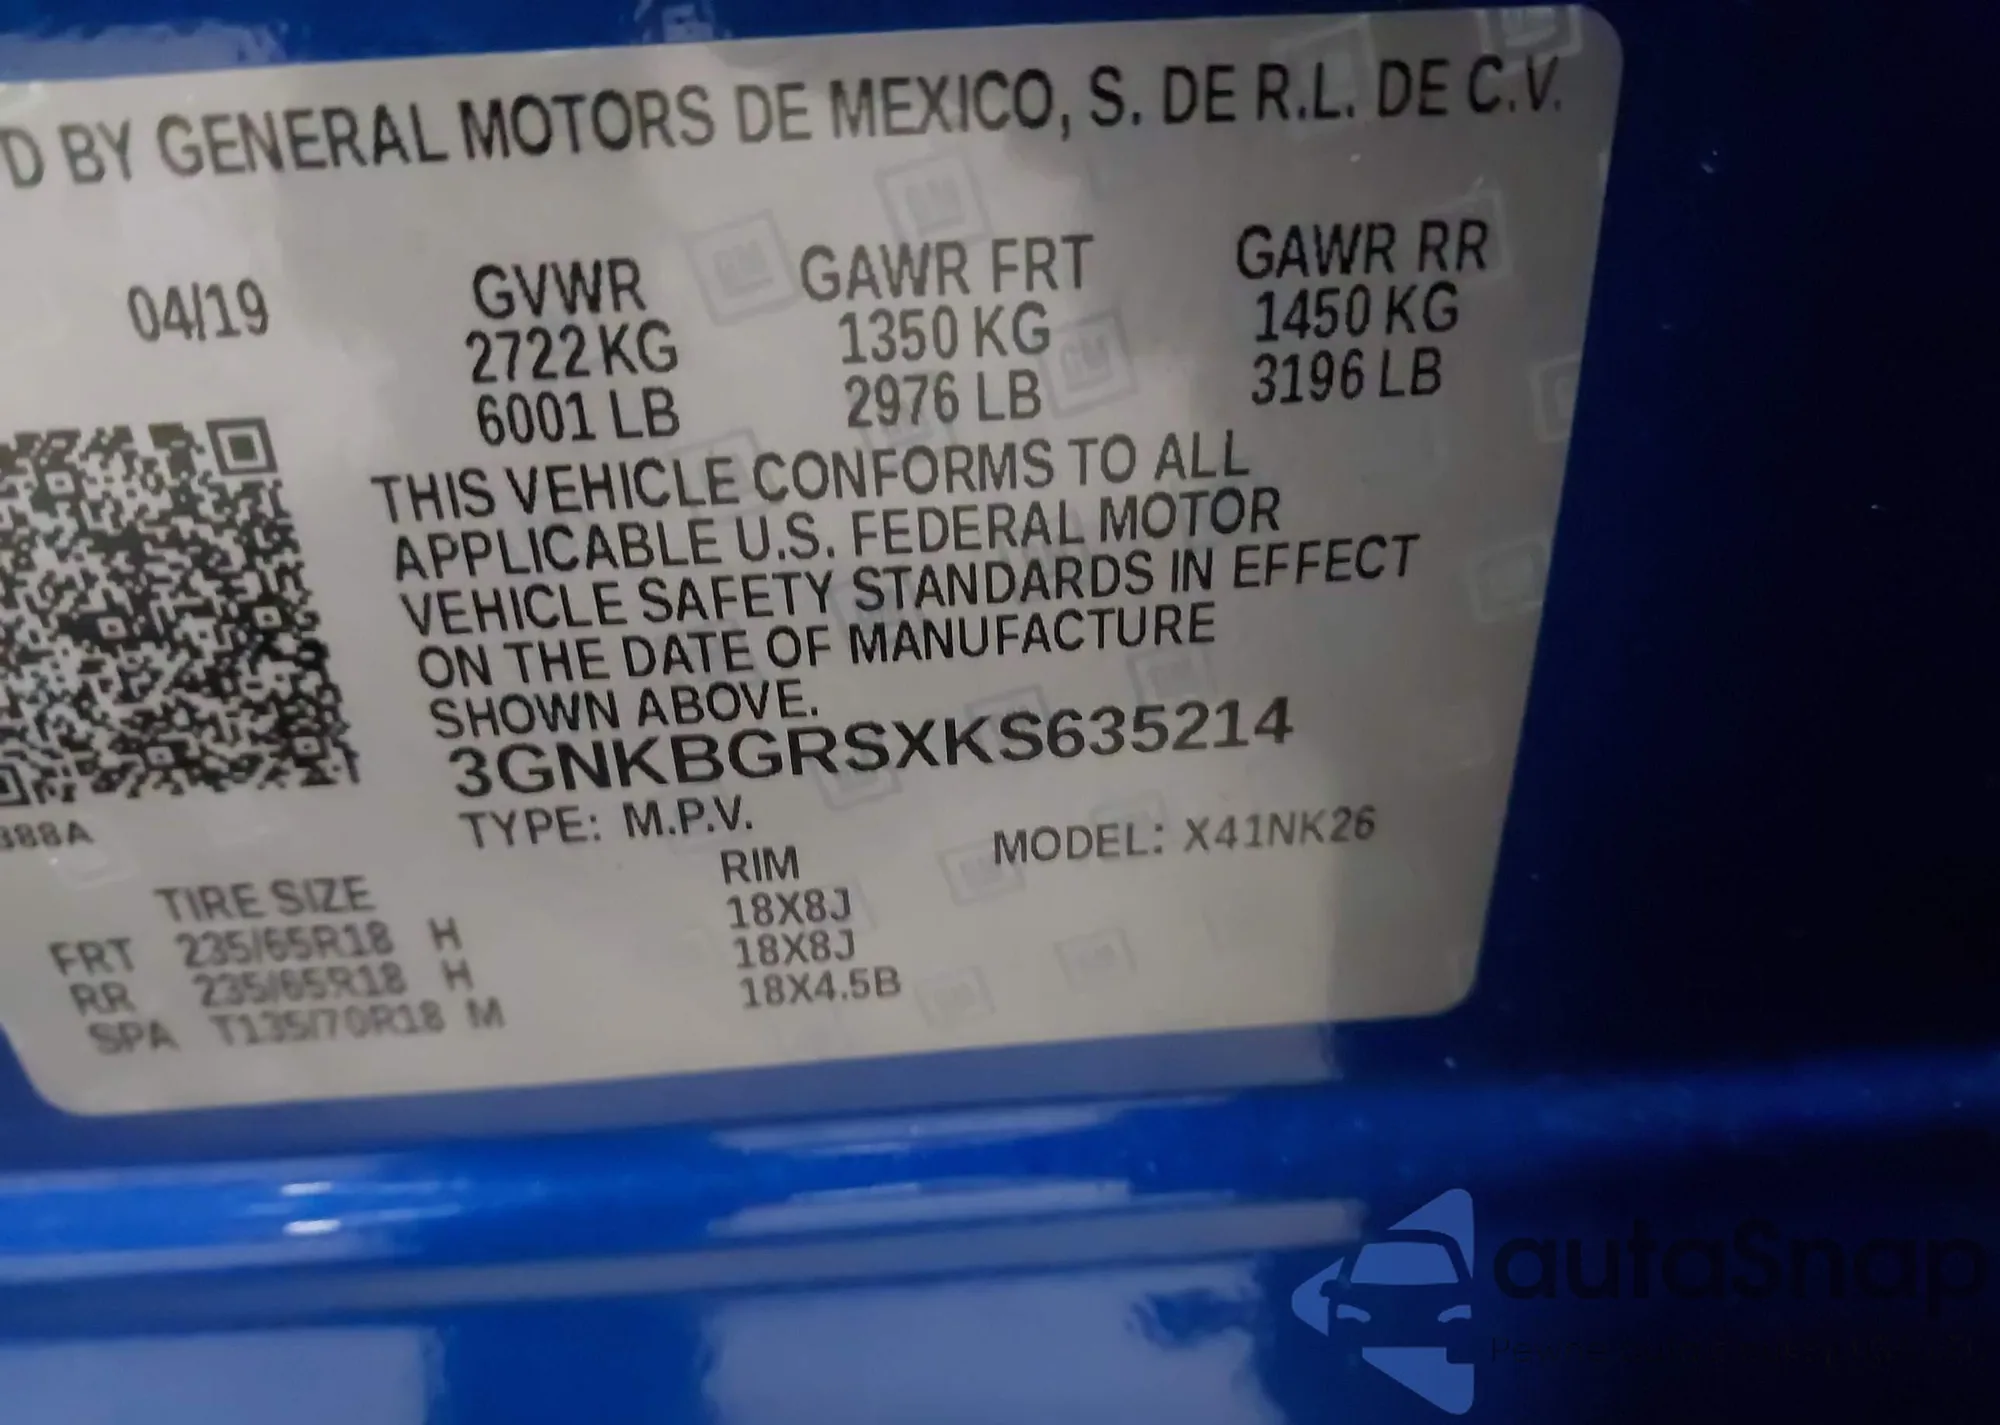 D BY GENERAL MOTORS DE MEXICO, S. DE R.L. DE C.V.
04/19 GVWR GAWR FRT GAWR RR
2722 KG 1350 KG 1450 KG
6001 LB 2976 LB 3196 LB
THIS VEHICLE CONFORMS TO ALL
APPLICABLE U.S. FEDERAL MOTOR
VEHICLE SAFETY STANDARDS IN EFFECT
ON THE DATE OF MANUFACTURE
SHOWN ABOVE.
3GNKBGRSXKS635214
388A
TYPE: M.P.V. MODEL: X41NK26
TIRE SIZE RIM
FRT 235/65R18 H 18X8J
RR 235/65R18 H 18X8J
SPA T135/70R18 M 18X4.5B
autaSnap